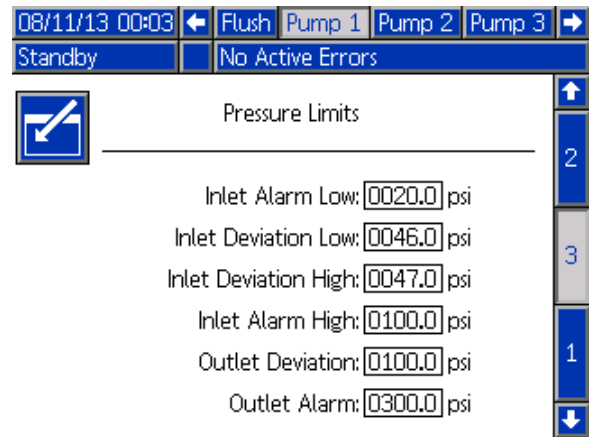 08/11/13 00:03 Flush Pump 1 Pump 2 Pump 3
Standby No Active Errors
Pressure Limits
2
Inlet Alarm Low: 0020.0 psi
Inlet Deviation Low: 0046.0 psi
3
Inlet Deviation High: 0047.0 psi
Inlet Alarm High: 0100.0 psi
1
Outlet Deviation: 0100.0 psi
Outlet Alarm: 0300.0 psi